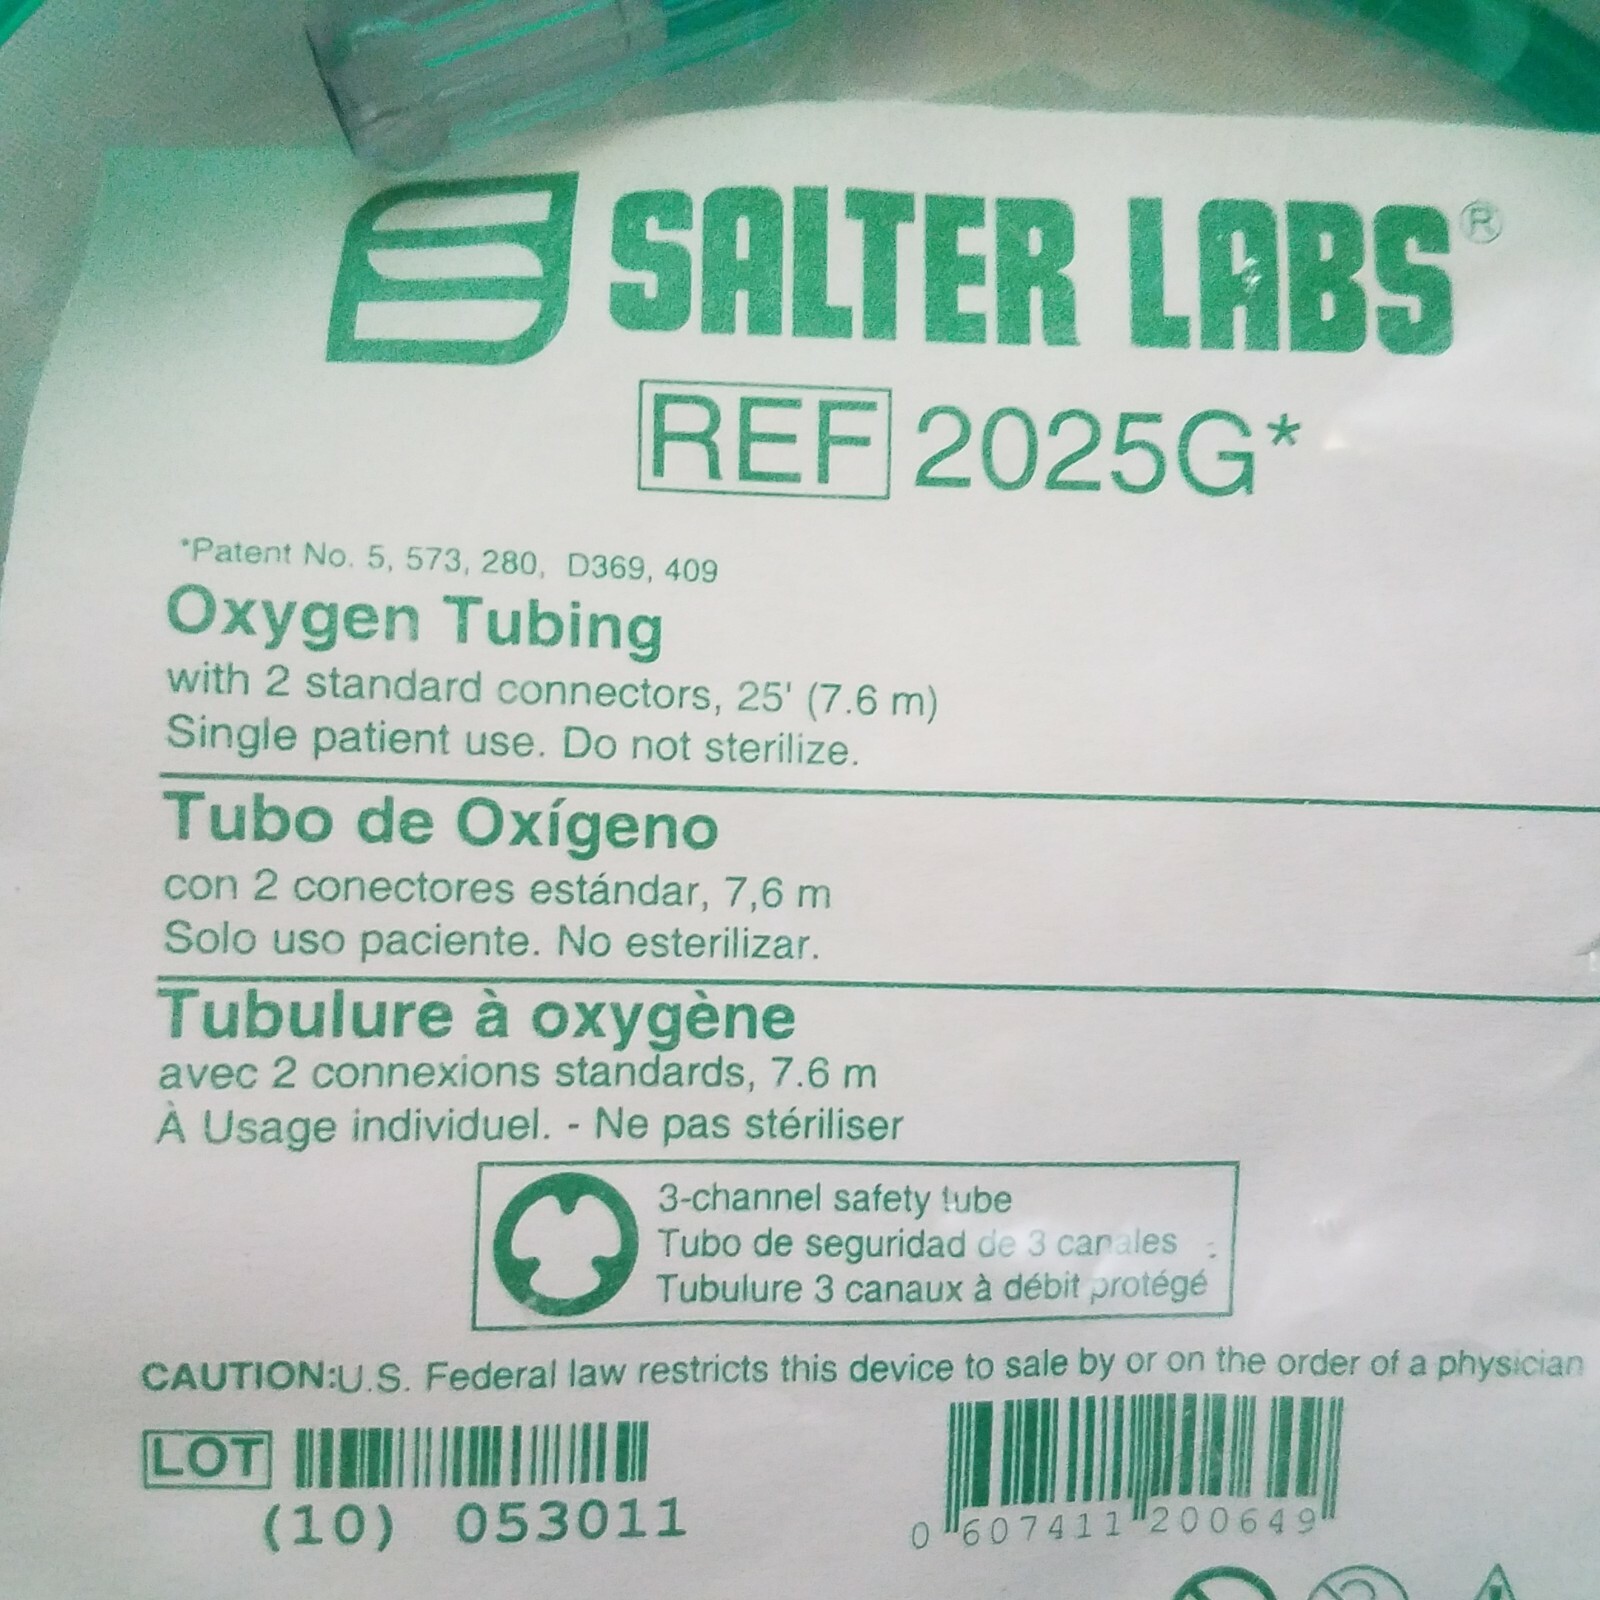 SALTER LABS®
REF 2025G*
*Patent No. 5, 573, 280, D369, 409
Oxygen Tubing
with 2 standard connectors, 25' (7.6 m)
Single patient use. Do not sterilize.
Tubo de Oxígeno
con 2 conectores estándar, 7,6 m
Solo uso paciente. No esterilizar.
Tubulure à oxygène
avec 2 connexions standards, 7.6 m
À Usage individuel. - Ne pas stériliser
3-channel safety tube
Tubo de seguridad de 3 canales
Tubulure 3 canaux à débit protégé
CAUTION:U.S. Federal law restricts this device to sale by or on the order of a physician
LOT
(10) 053011
0 607411 200649